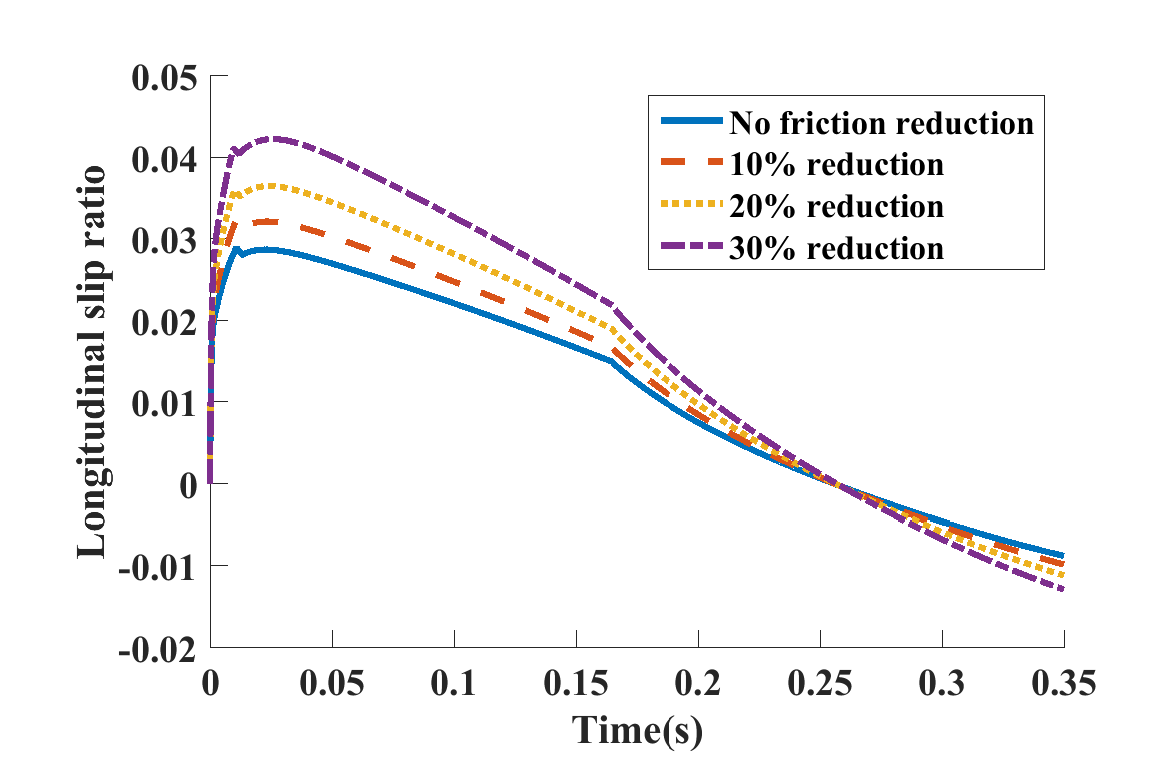 0.05
0.04
0.03
0.02
0.01
0
-0.01
-0.02
Longitudinal slip ratio
No friction reduction
10% reduction
20% reduction
30% reduction
0 0.05 0.1 0.15 0.2 0.25 0.3 0.35
Time(s)